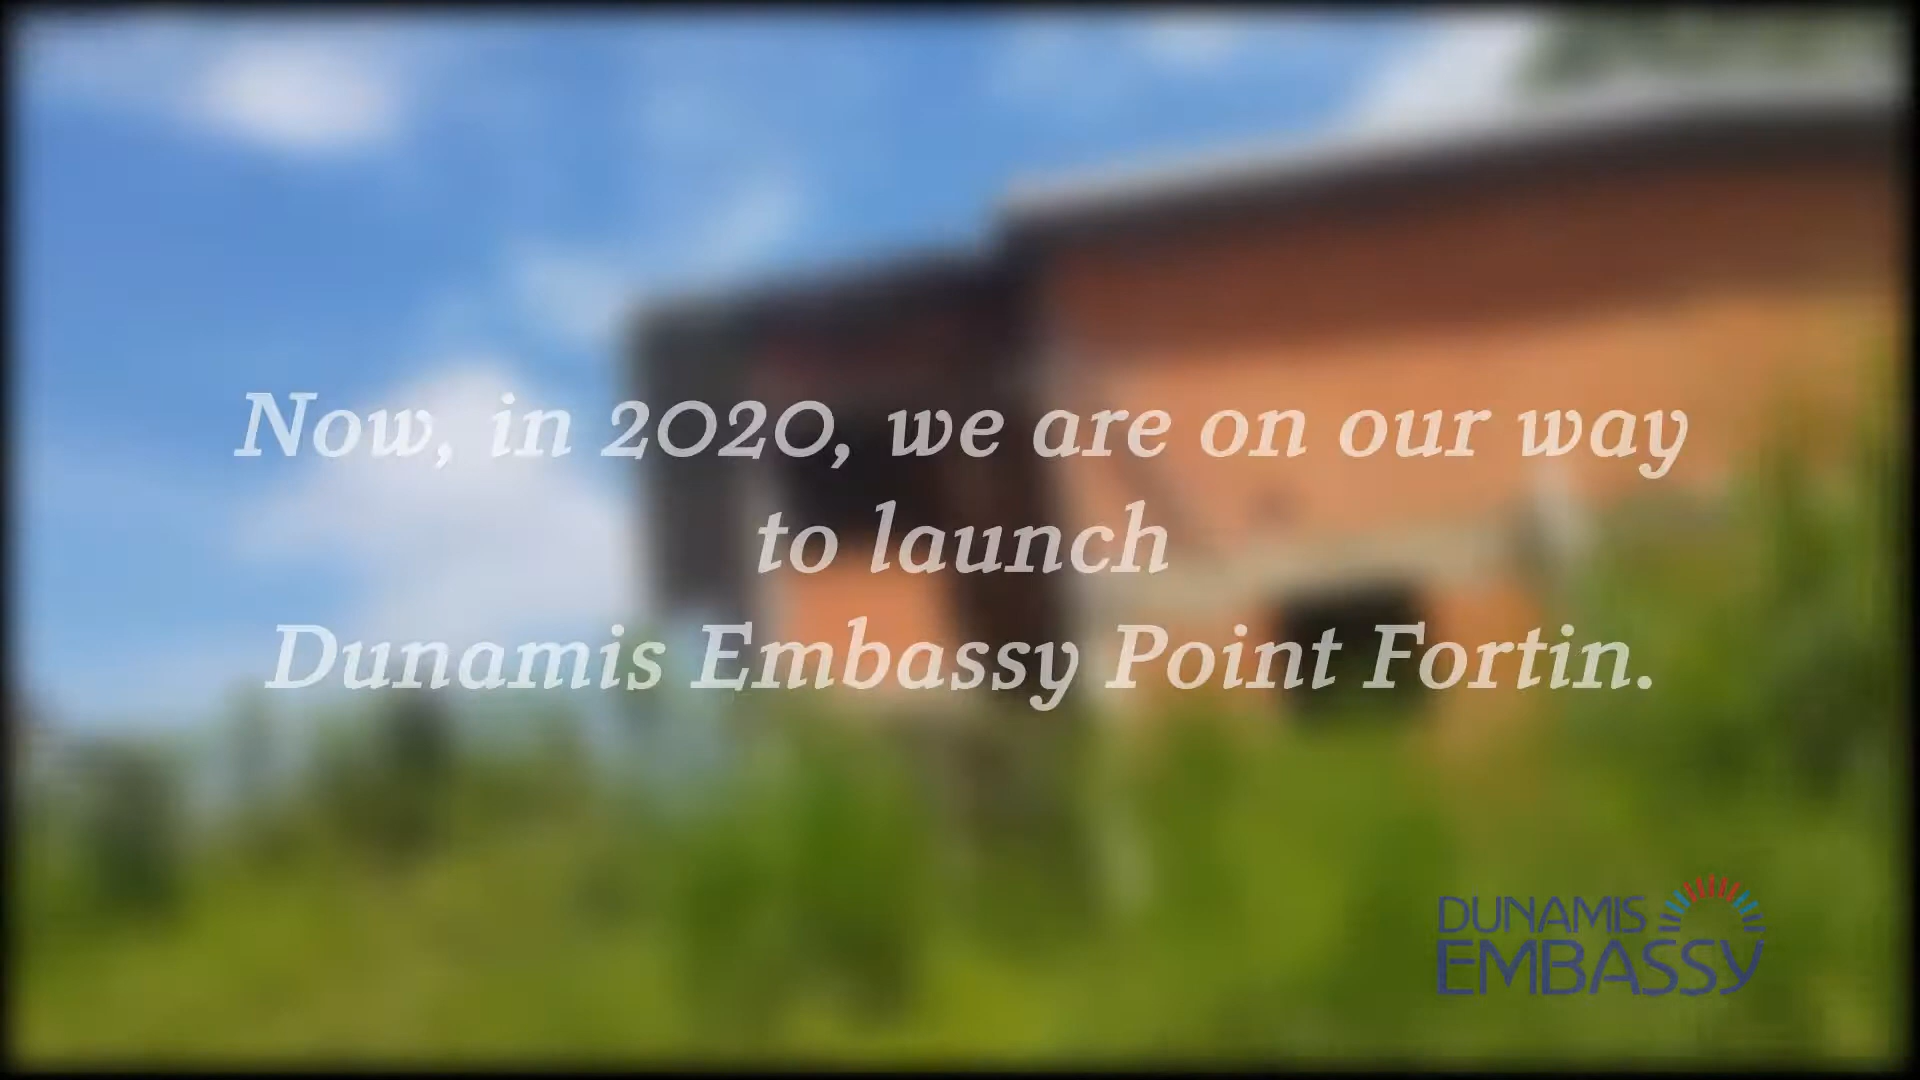 Now, in 2020, we are on our way
to launch
Dunamis Embassy Point Fortin.
DUNAMIS
EMBASSY